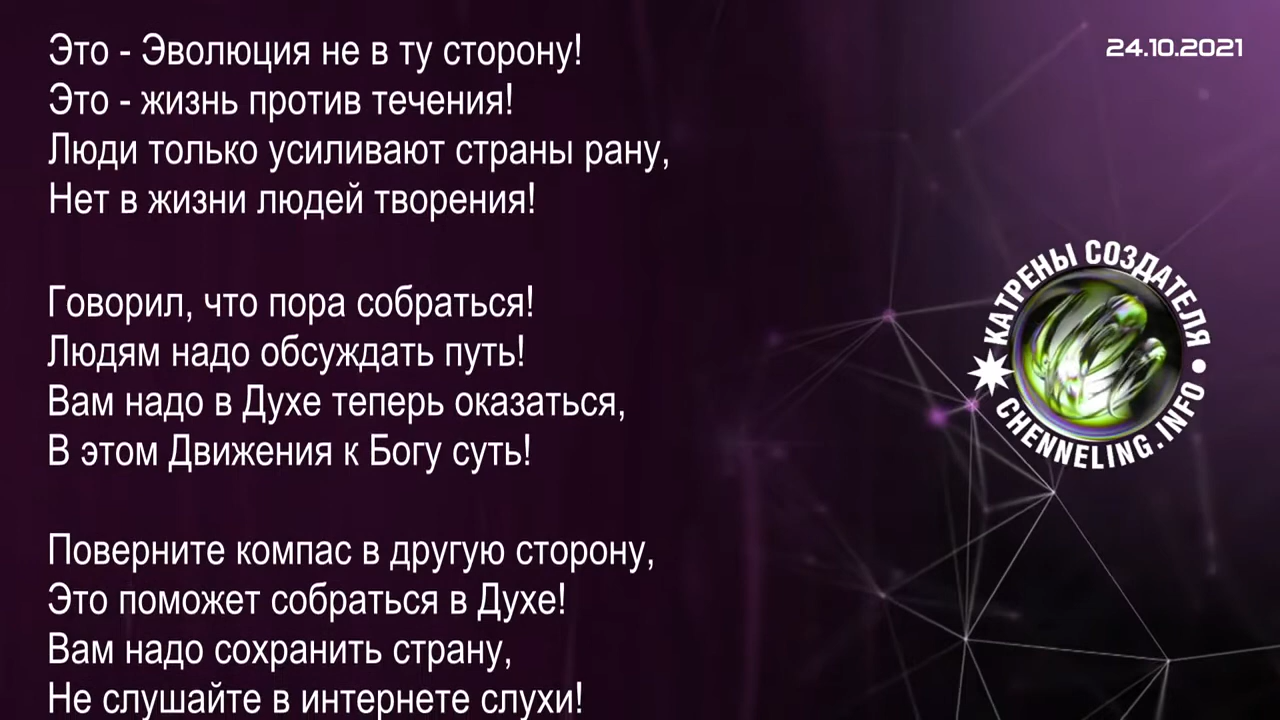 Это - Эволюция не в ту сторону!
Это - жизнь против течения!
Люди только усиливают страны рану,
Нет в жизни людей творения!
Говорил, что пора собраться!
Людям надо обсуждать путь!
Вам надо в Духе теперь оказаться,
В этом Движения к Богу суть!
Поверните компас в другую сторону,
Это поможет собраться в Духе!
Вам надо сохранить страну,
Не слушайте в интернете слухи!
24.10.2021
КАТРЕНЫ СОЗДАТЕЛЯ
CHENNELING.INFO